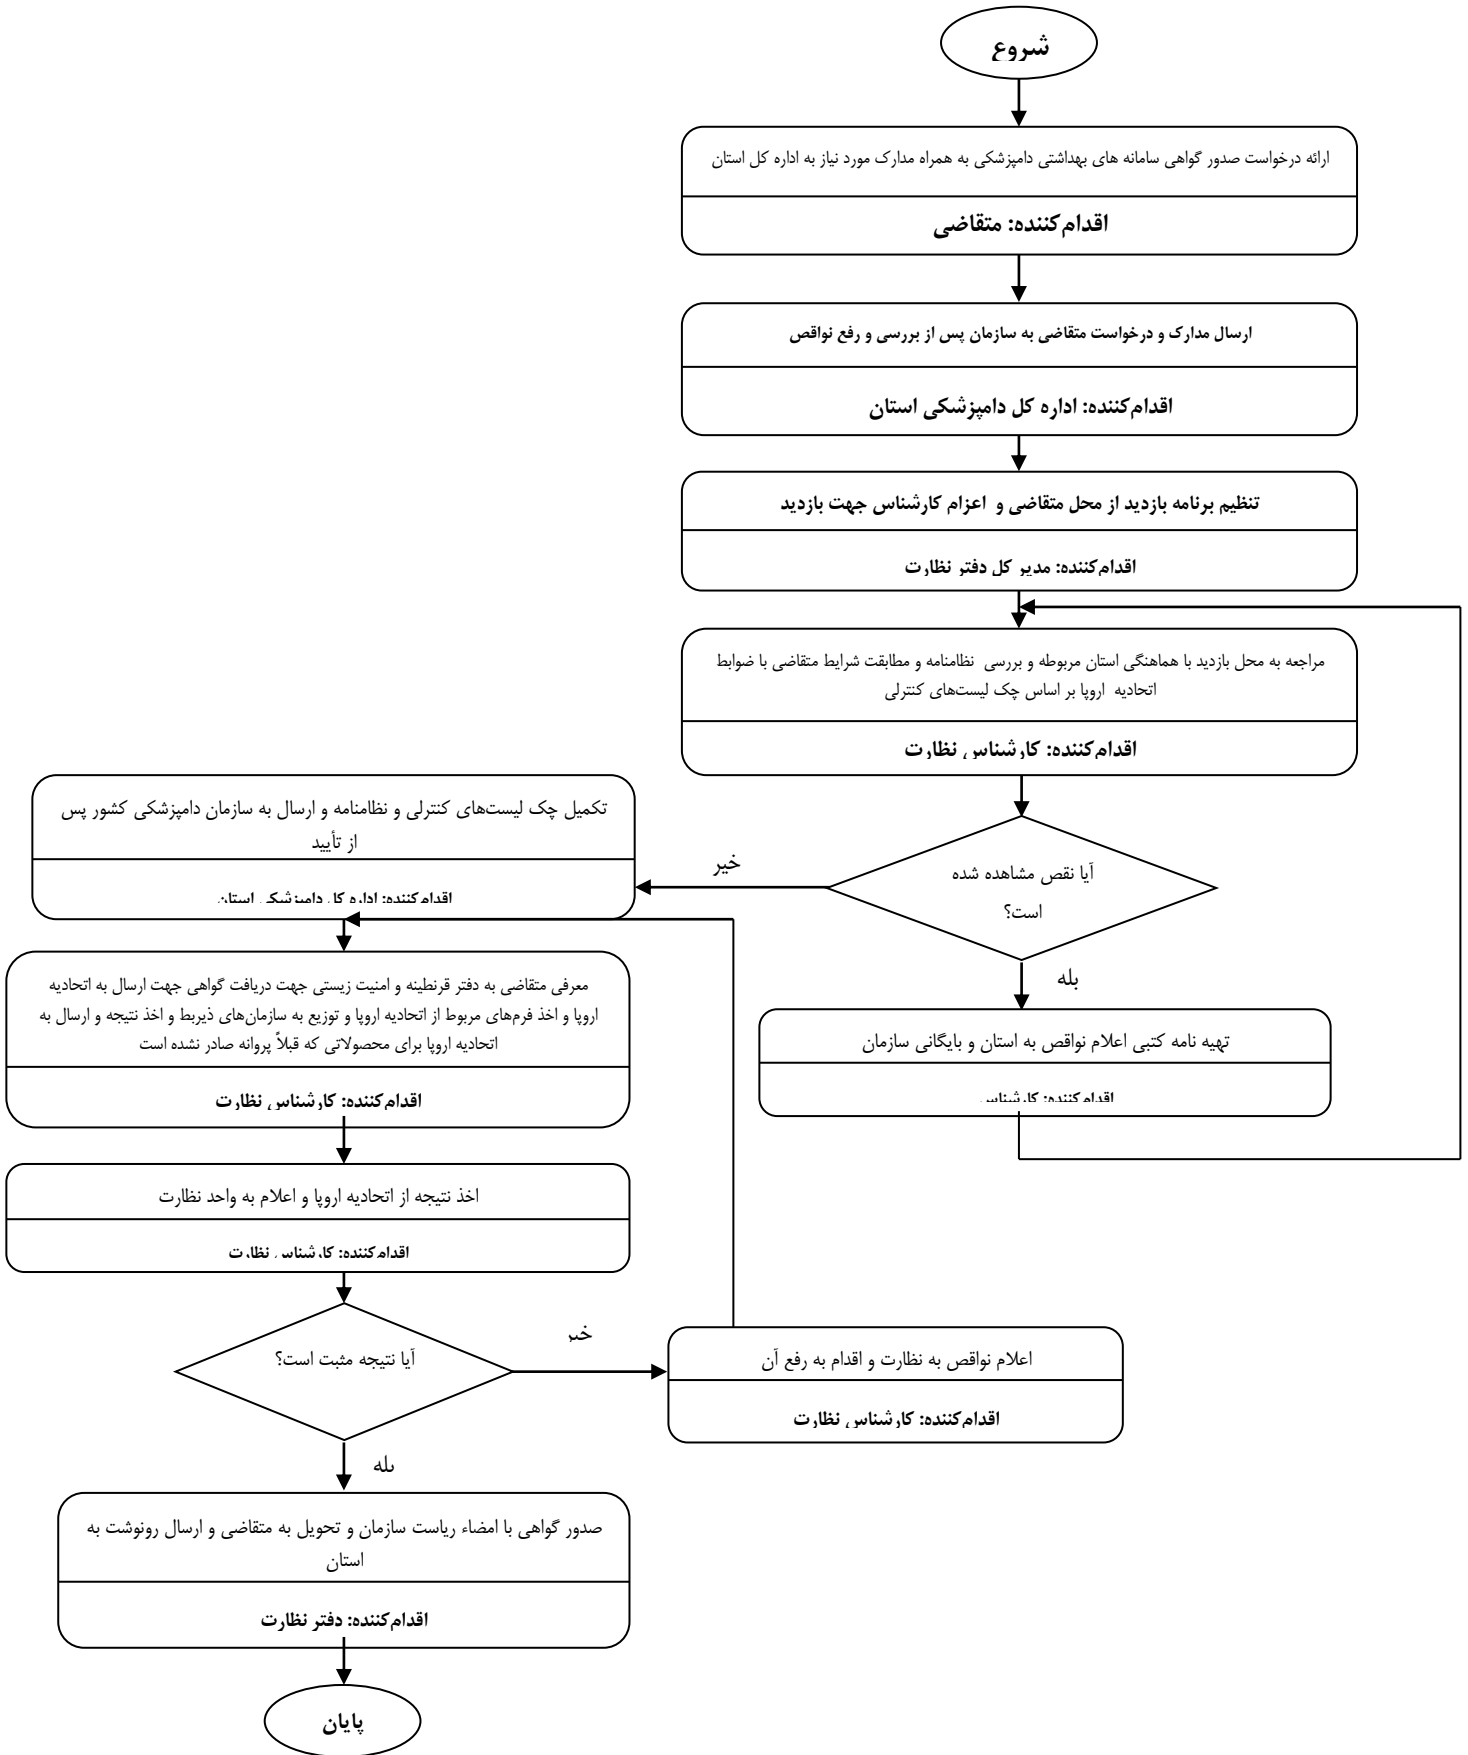 شروع
ارائه درخواست صدور گواهی سامانه های بهداشتی دامپزشکی به همراه مدارک مورد نیاز به اداره کل استان
اقدام‌کننده: متقاضی
ارسال مدارک و درخواست متقاضی به سازمان پس از بررسی و رفع نواقص
اقدام‌کننده: اداره کل دامپزشکی استان
تنظیم برنامه بازدید از محل متقاضی و اعزام کارشناس جهت بازدید
اقدام‌کننده: مدیر کل دفتر نظارت
مراجعه به محل بازدید با هماهنگی استان مربوطه و بررسی نظامنامه و مطابقت شرایط متقاضی با ضوابط
اتحادیه اروپا بر اساس چک لیست‌های کنترلی
اقدام‌کننده: کارشناس نظارت
آیا نقص مشاهده شده
است؟
خیر
بله
تکمیل چک لیست‌های کنترلی و نظامنامه و ارسال به سازمان دامپزشکی کشور پس
از تأیید
اقدام‌کننده: اداره کل دامپزشکی استان
تهیه نامه کتبی اعلام نواقص به استان و بایگانی سازمان
اقدام‌کننده: کارشناس
معرفی متقاضی به دفتر قرنطینه و امنیت زیستی جهت دریافت گواهی جهت ارسال به اتحادیه
اروپا و اخذ فرم‌های مربوط از اتحادیه اروپا و توزیع به سازمان‌های ذیربط و اخذ نتیجه و ارسال به
اتحادیه اروپا برای محصولاتی که قبلاً پروانه صادر نشده است
اقدام‌کننده: کارشناس نظارت
اخذ نتیجه از اتحادیه اروپا و اعلام به واحد نظارت
اقدام‌کننده: کارشناس نظارت
آیا نتیجه مثبت است؟
خیر
بله
اعلام نواقص به نظارت و اقدام به رفع آن
اقدام‌کننده: کارشناس نظارت
صدور گواهی با امضاء ریاست سازمان و تحویل به متقاضی و ارسال رونوشت به
استان
اقدام‌کننده: دفتر نظارت
پایان